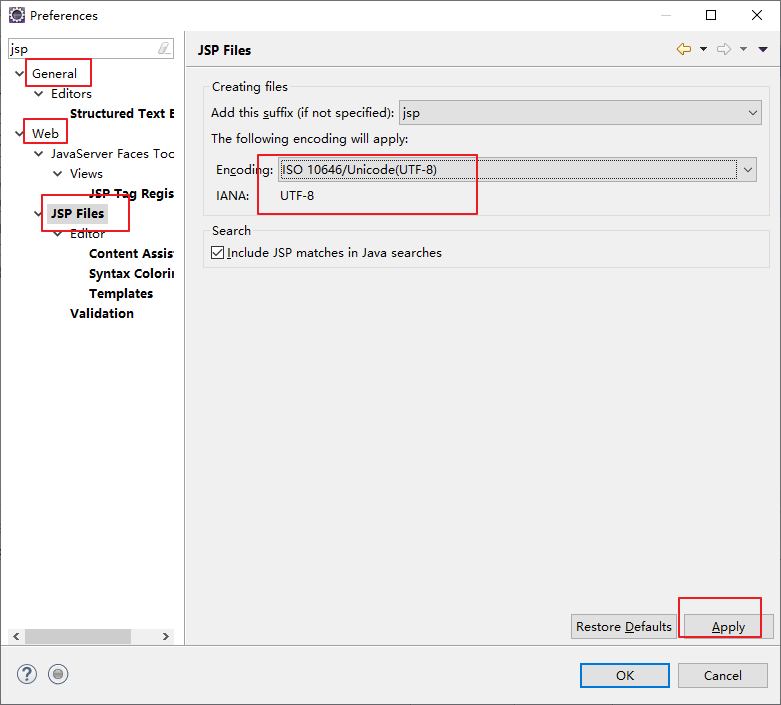 Preferences
jsp
General
Editors
Structured Text E
Web
JavaServer Faces Too
Views
JSP Tag Regis
JSP Files
Editor
Content Assis
Syntax Colorin
Templates
Validation
JSP Files
Creating files
Add this suffix (if not specified): jsp
The following encoding will apply:
Encoding: ISO 10646/Unicode(UTF-8)
IANA: UTF-8
Search
Include JSP matches in Java searches
Restore Defaults Apply
? OK Cancel